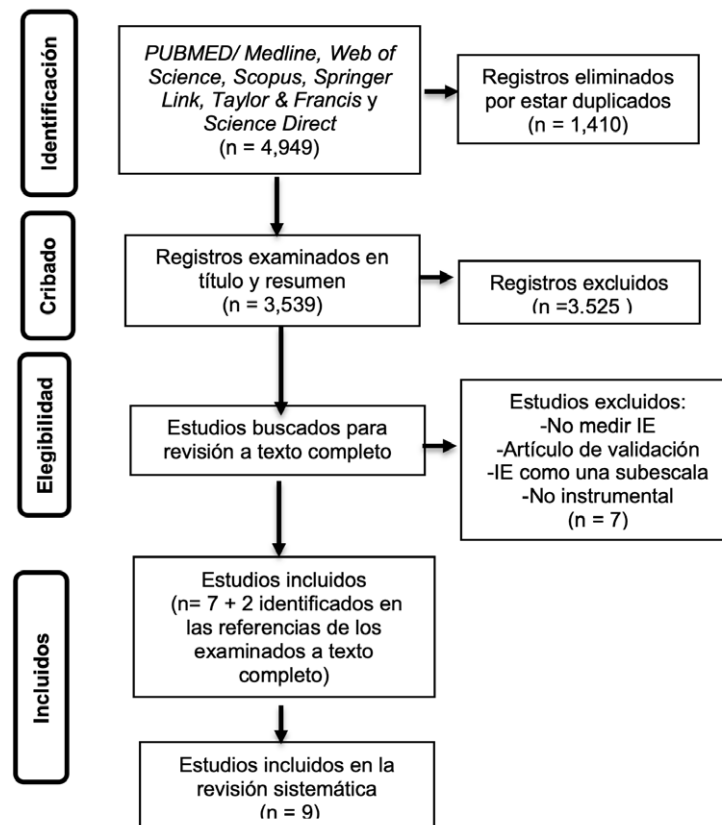 Identificación
PUBMED/ Medline, Web of
Science, Scopus, Springer
Link, Taylor & Francis y
Science Direct
(n = 4,949)
Registros eliminados
por estar duplicados
(n = 1,410)
Cribado
Registros examinados en
título y resumen
(n = 3,539)
Registros excluidos
(n =3.525 )
Elegibilidad
Estudios buscados para
revisión a texto completo
Estudios excluidos:
-No medir IE
-Artículo de validación
-IE como una subescala
-No instrumental
(n = 7)
Incluidos
Estudios incluidos
(n= 7 + 2 identificados en
las referencias de los
examinados a texto
completo)
Estudios incluidos en la
revisión sistemática
(n = 9)